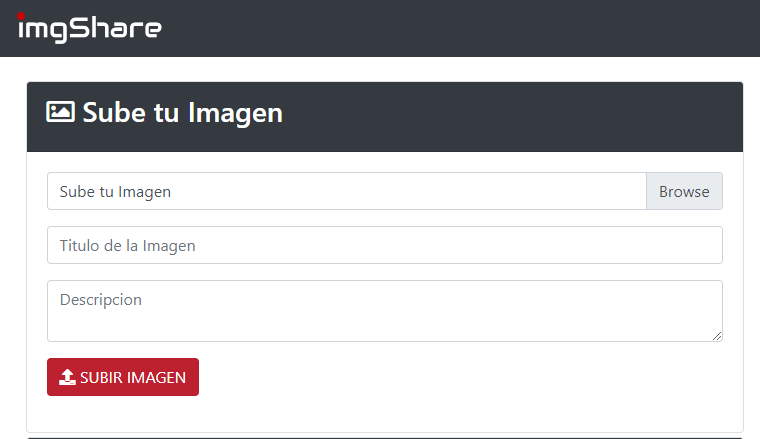 imgShare
Sube tu Imagen
Sube tu Imagen
Browse
Titulo de la Imagen
Descripcion
SUBIR IMAGEN